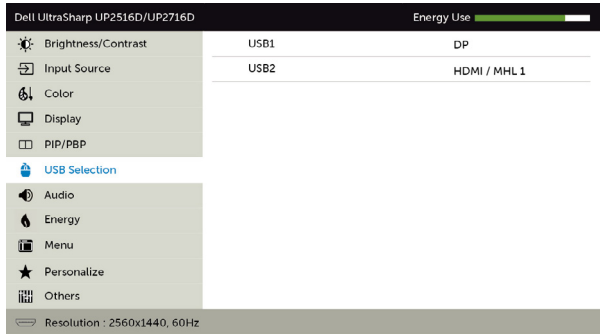 Dell UltraSharp UP2516D/UP2716D Energy Use
Brightness/Contrast USB1 DP
Input Source USB2 HDMI / MHL 1
Color
Display
PIP/PBP
USB Selection
Audio
Energy
Menu
Personalize
Others
Resolution : 2560x1440, 60Hz